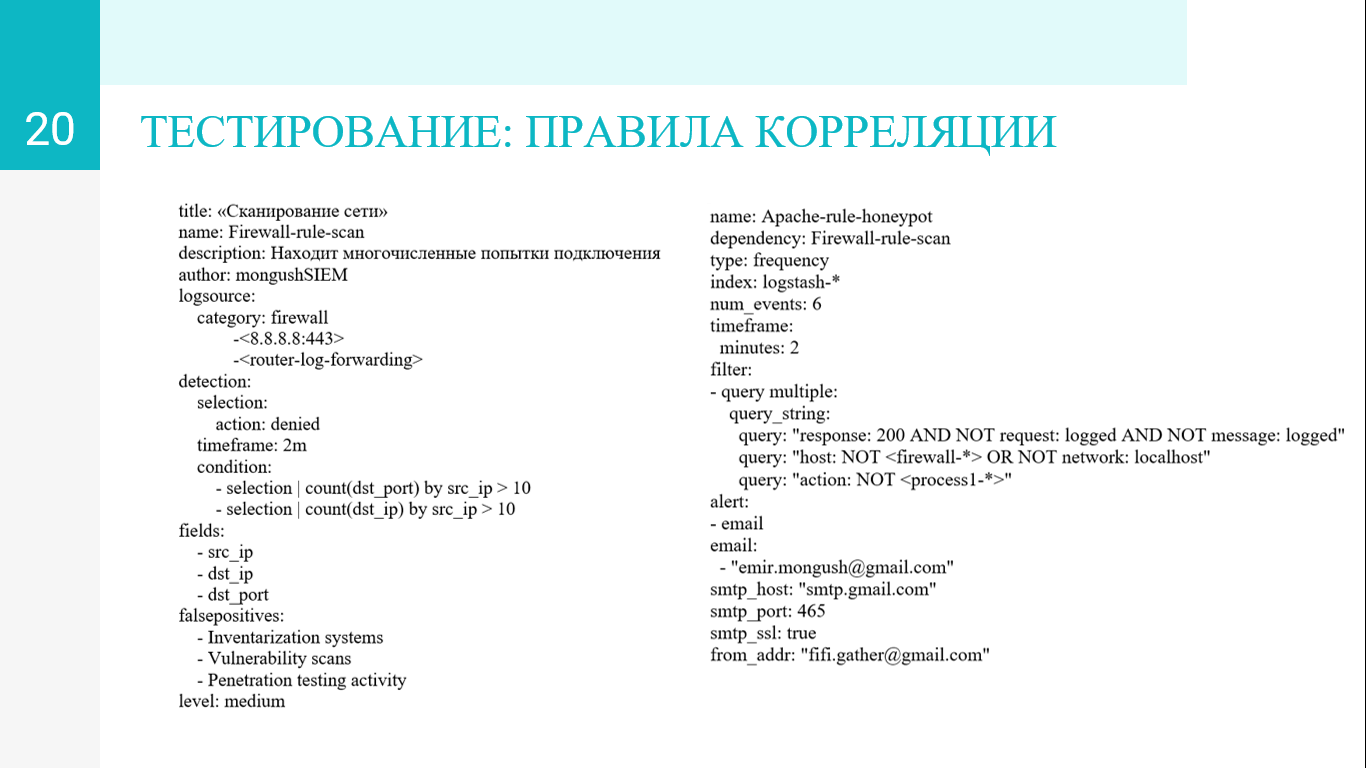 20
ТЕСТИРОВАНИЕ: ПРАВИЛА КОРРЕЛЯЦИИ
title: «Сканирование сети»
name: Firewall-rule-scan
description: Находит многочисленные попытки подключения
author: mongushSIEM
logsource:
category: firewall
-<8.8.8.8:443>
-<router-log-forwarding>
detection:
selection:
action: denied
timeframe: 2m
condition:
- selection | count(dst_port) by src_ip > 10
- selection | count(dst_ip) by src_ip > 10
fields:
- src_ip
- dst_ip
- dst_port
falsepositives:
- Inventarization systems
- Vulnerability scans
- Penetration testing activity
level: medium
name: Apache-rule-honeypot
dependency: Firewall-rule-scan
type: frequency
index: logstash-*
num_events: 6
timeframe:
minutes: 2
filter:
- query multiple:
query_string:
query: "response: 200 AND NOT request: logged AND NOT message: logged"
query: "host: NOT <firewall-*> OR NOT network: localhost"
query: "action: NOT <process1-*>"
alert:
- email
email:
- "emir.mongush@gmail.com"
smtp_host: "smtp.gmail.com"
smtp_port: 465
smtp_ssl: true
from_addr: "fifi.gather@gmail.com"